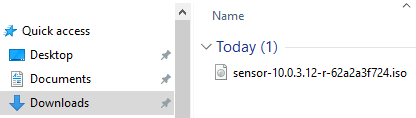 Quick access
Desktop
Documents
Downloads
Name
Today (1)
sensor-10.0.3.12-r-62a2a3f724.iso